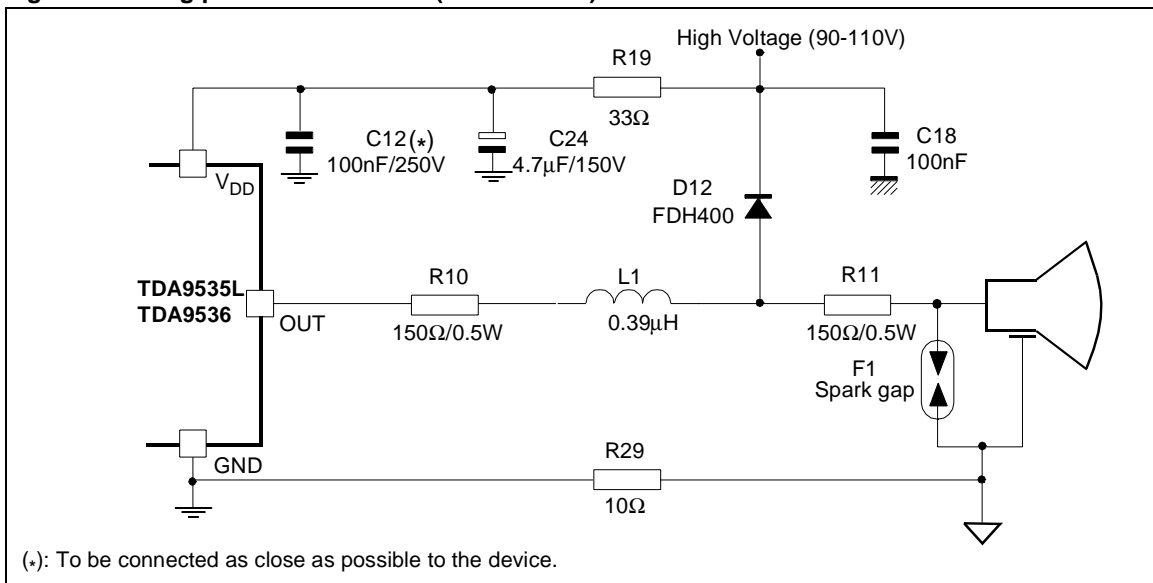 High Voltage (90-110V)
R19
33Ω
C12(*)
100nF/250V
C24
4.7µF/150V
C18
100nF
VDD
D12
FDH400
TDA9535L
TDA9536
OUT
R10
150Ω/0.5W
L1
0.39µH
R11
150Ω/0.5W
F1
Spark gap
GND
R29
10Ω
(*): To be connected as close as possible to the device.